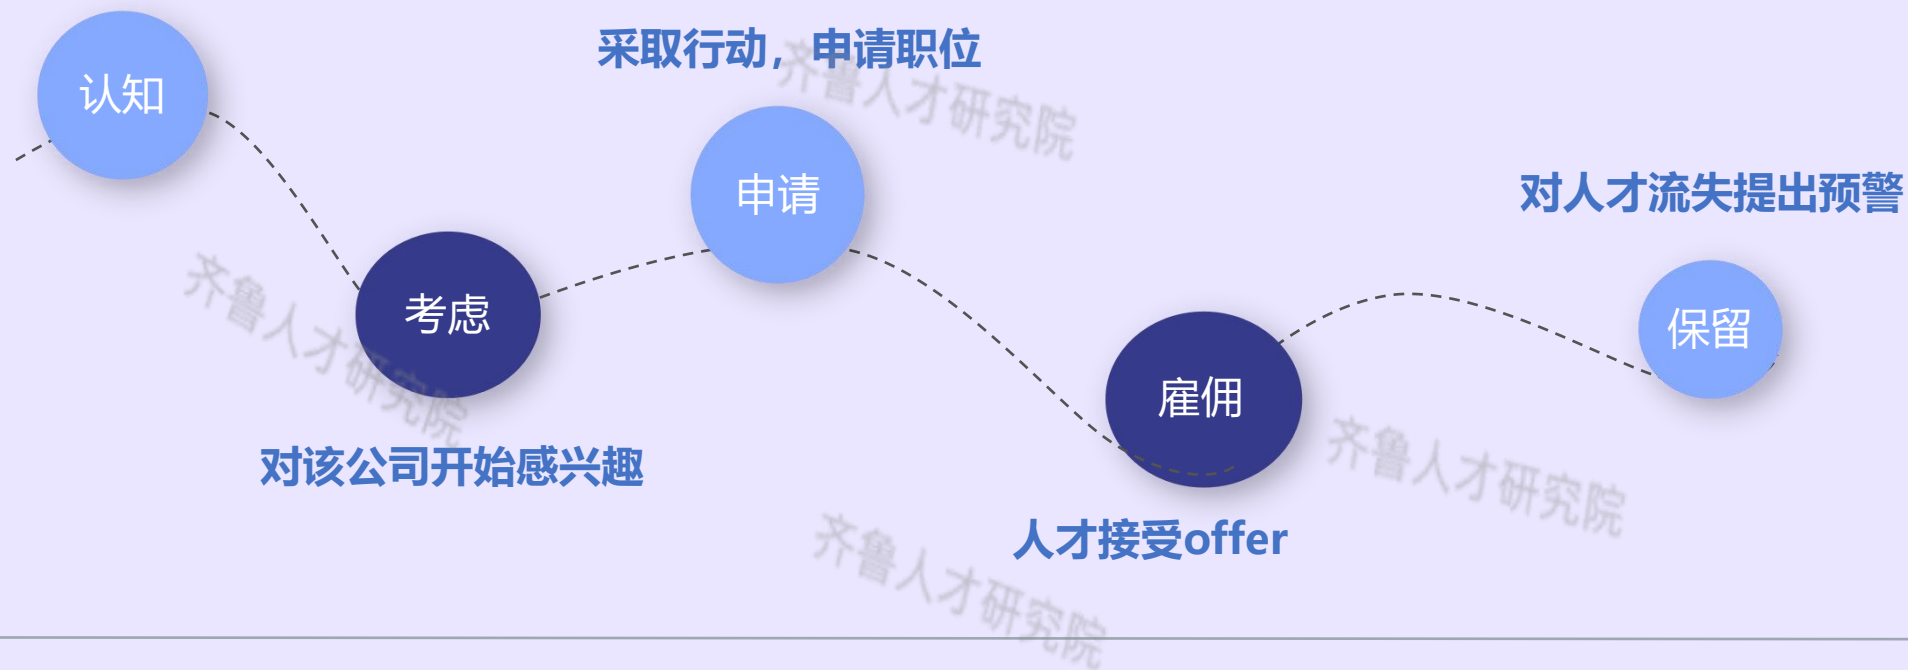 认知
采取行动，申请职位
申请
对人才流失提出预警
考虑
对该公司开始感兴趣
雇佣
人才接受offer
保留
齐鲁人才研究院
齐鲁人才研究院
齐鲁人才研究院
齐鲁人才研究院